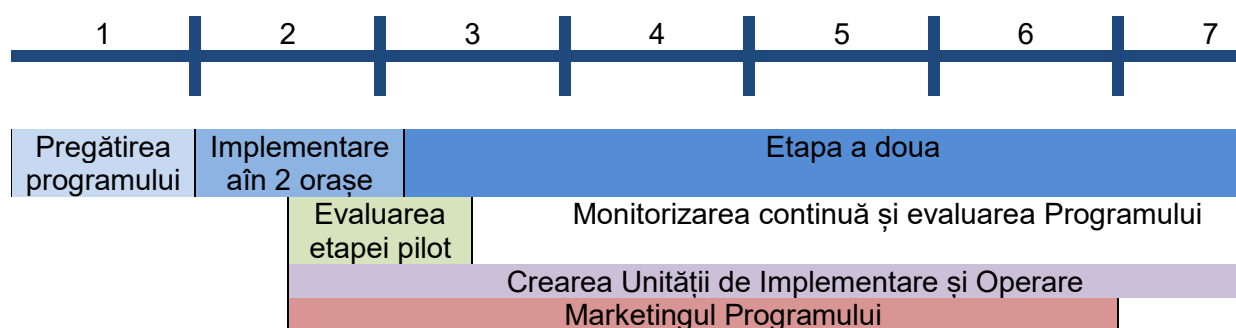 1 2 3 4 5 6 7
Pregătirea
programului
Implementare
aîn 2 orașe
Etapa a doua
Evaluarea
etapei pilot
Monitorizarea continuă și evaluarea Programului
Crearea Unității de Implementare și Operare
Marketingul Programului